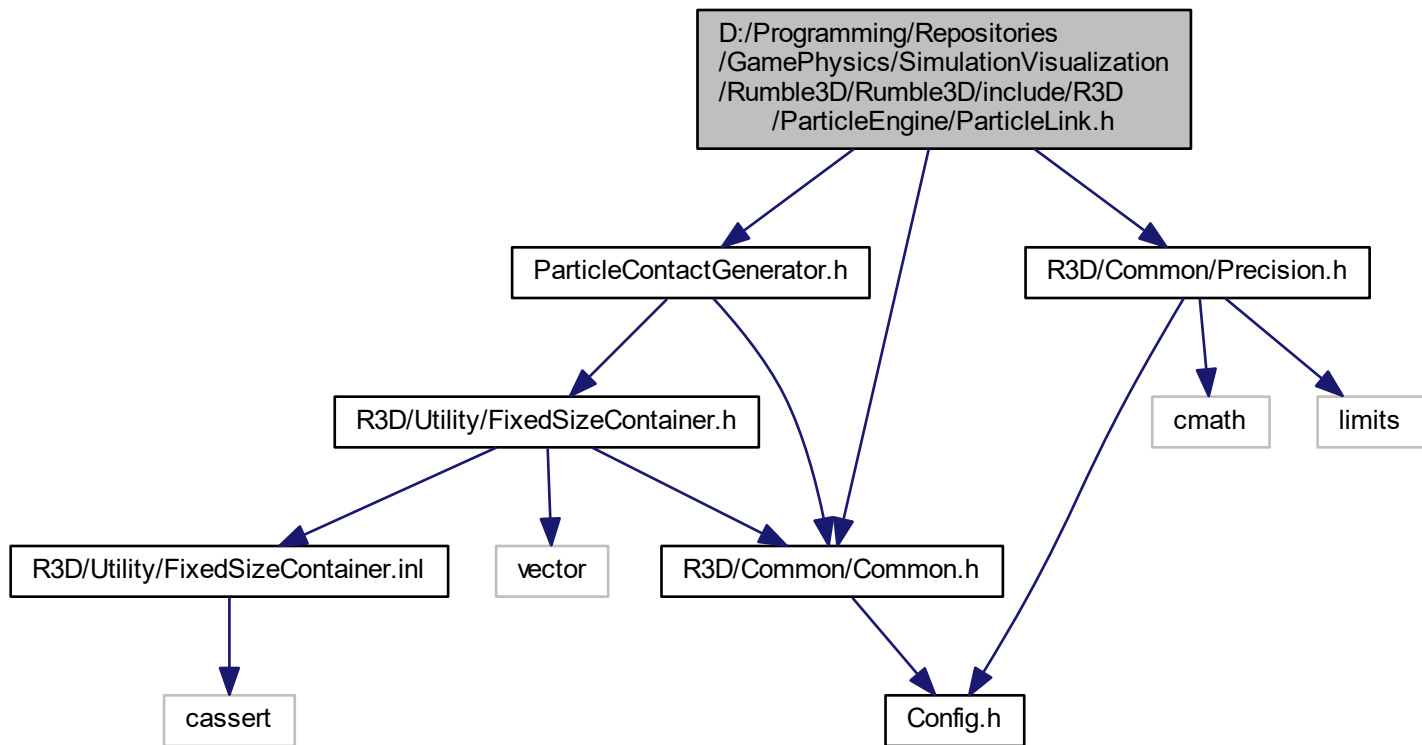 D:/Programming/Repositories
/GamePhysics/SimulationVisualization
/Rumble3D/Rumble3D/include/R3D
/ParticleEngine/ParticleLink.h
ParticleContactGenerator.h
R3D/Common/Precision.h
R3D/Utility/FixedSizeContainer.h
cmath
limits
R3D/Utility/FixedSizeContainer.inl
vector
R3D/Common/Common.h
cassert
Config.h